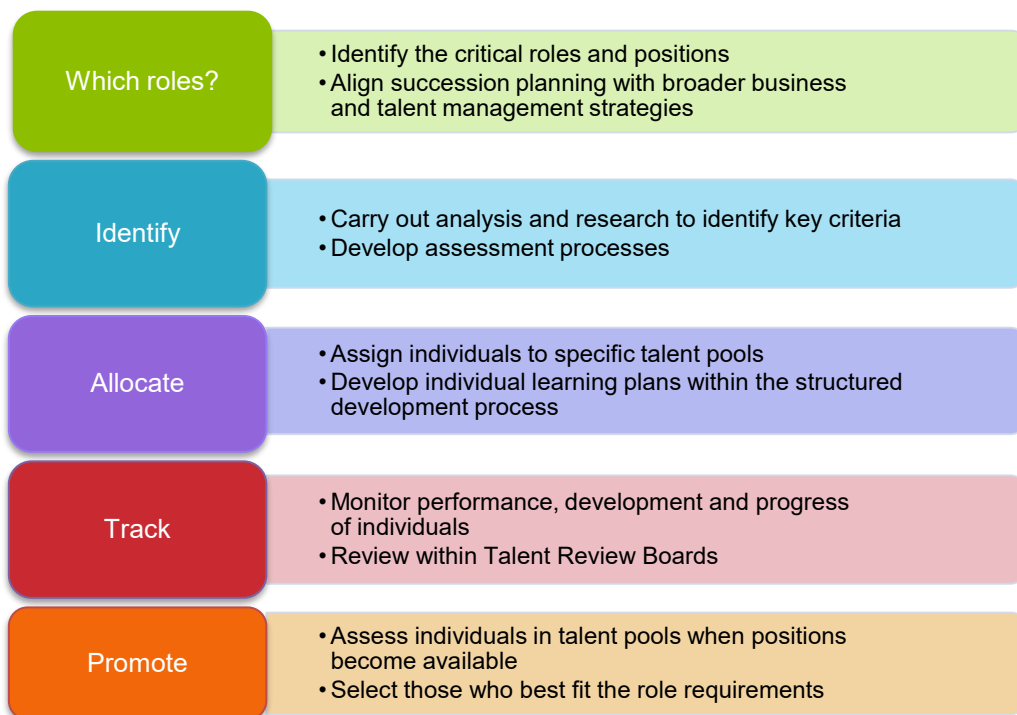 Which roles?
• Identify the critical roles and positions
• Align succession planning with broader business
and talent management strategies
Identify
• Carry out analysis and research to identify key criteria
• Develop assessment processes
Allocate
• Assign individuals to specific talent pools
• Develop individual learning plans within the structured
development process
Track
• Monitor performance, development and progress
of individuals
• Review within Talent Review Boards
Promote
• Assess individuals in talent pools when positions
become available
• Select those who best fit the role requirements